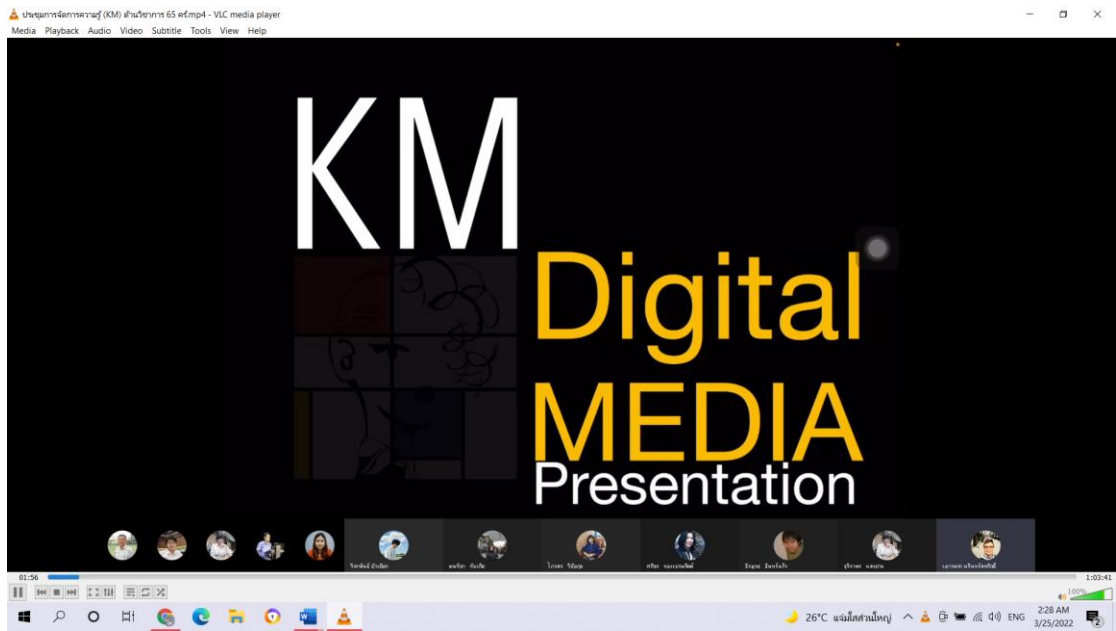 ประชุมการจัดการความรู้ (KM) ด้านวิชาการ 65 คร์.mp4 - VLC media player
Media Playback Audio Video Subtitle Tools View Help
KM
Digital
MEDIA
Presentation
01:56
1:03:41
100%
26°C แจ่มใสส่วนใหญ่
ENG
2:28 AM
3/25/2022
2